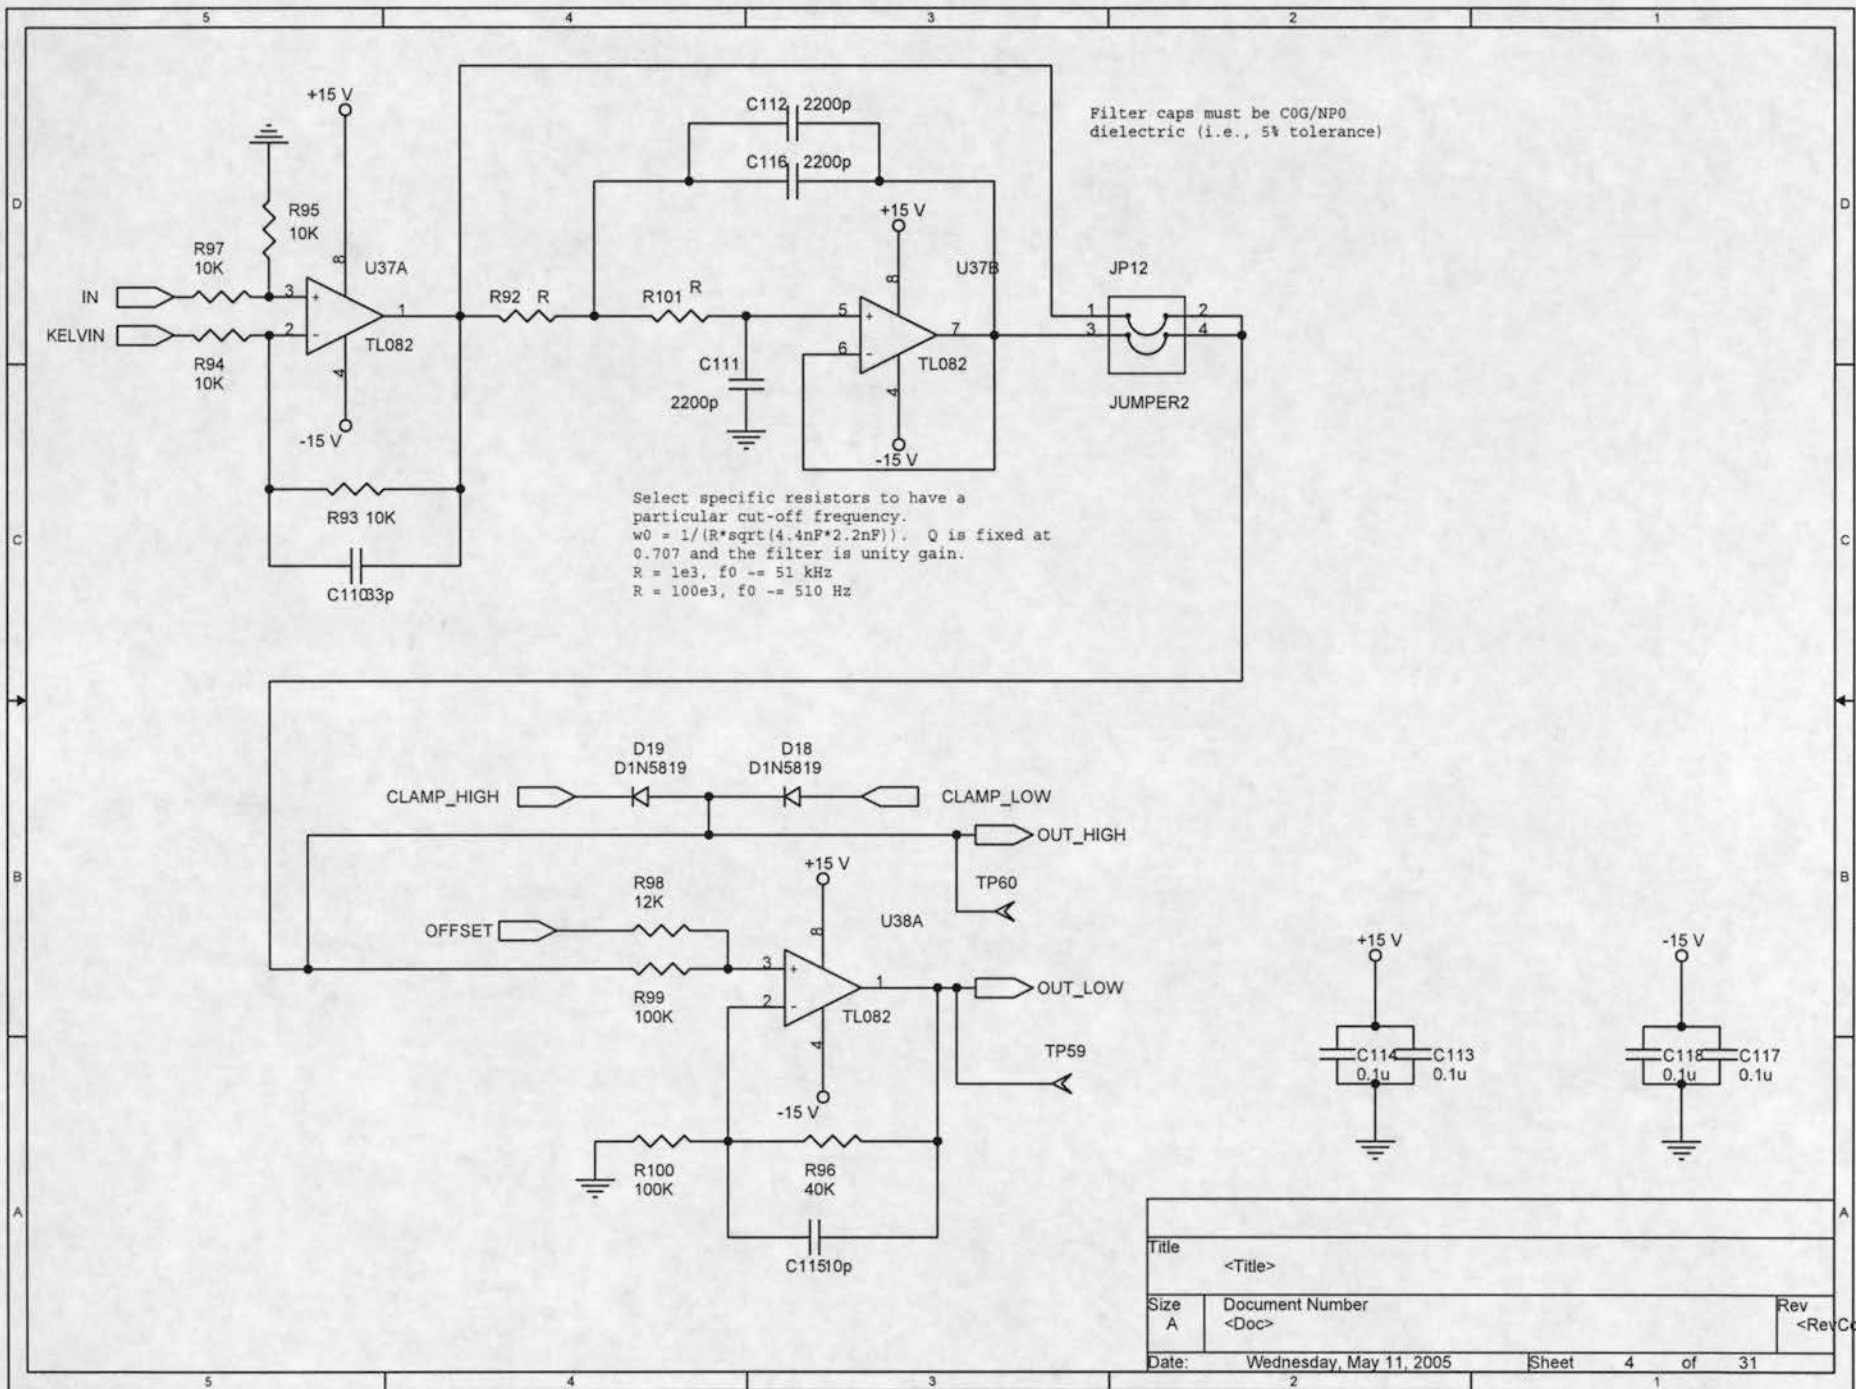 5 4 3 2 1
D D
C C
B B
A A
+15 V
R95
10K
R97
10K
IN
3
+
8
U37A
1
KELVIN
2
-
TL082
4
R94
10K
-15 V
R93 10K
C110 33p
C112 2200p
C116 2200p
R92 R
R101 R
+15 V
8
U37B
5
+
7
6
-
TL082
4
-15 V
C111
2200p
Filter caps must be C0G/NP0
dielectric (i.e., 5% tolerance)
JP12
1 2
3 4
JUMPER2
Select specific resistors to have a
particular cut-off frequency.
w0 = 1/(R*sqrt(4.4nF*2.2nF)). Q is fixed at
0.707 and the filter is unity gain.
R = 1e3, f0 -= 51 kHz
R = 100e3, f0 -= 510 Hz
D19
D1N5819
D18
D1N5819
CLAMP_HIGH
CLAMP_LOW
OUT_HIGH
TP60
+15 V
R98
12K
OFFSET
U38A
8
3
+
1
OUT_LOW
R99
100K
2
-
TL082
4
TP59
-15 V
R100
100K
R96
40K
C115 10p
+15 V
C114
0.1u
C113
0.1u
-15 V
C118
0.1u
C117
0.1u
Title
<Title>
Size
A
Document Number
<Doc>
Rev
<RevCo
Date: Wednesday, May 11, 2005 Sheet 4 of 31
5 4 3 2 1